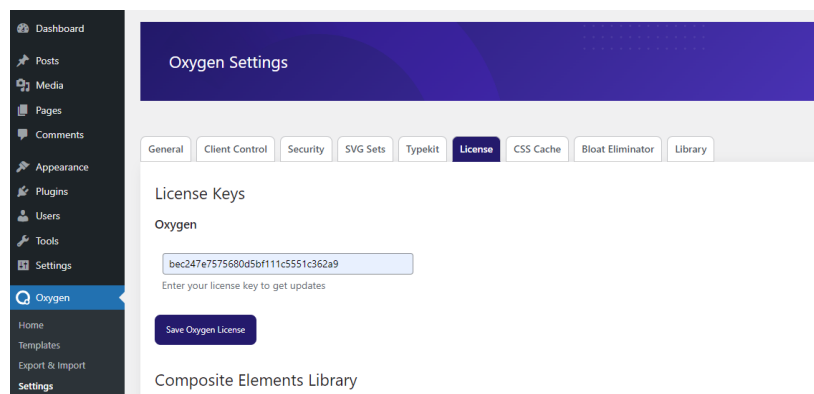 Dashboard
Posts
Media
Pages
Comments
Appearance
Plugins
Users
Tools
Settings
Oxygen
Home
Templates
Export & Import
Settings
Oxygen Settings
General Client Control Security SVG Sets Typekit License CSS Cache Bloat Eliminator Library
License Keys
Oxygen
bec247e7575680d5bf111c5551c362a9
Enter your license key to get updates
Save Oxygen License
Composite Elements Library